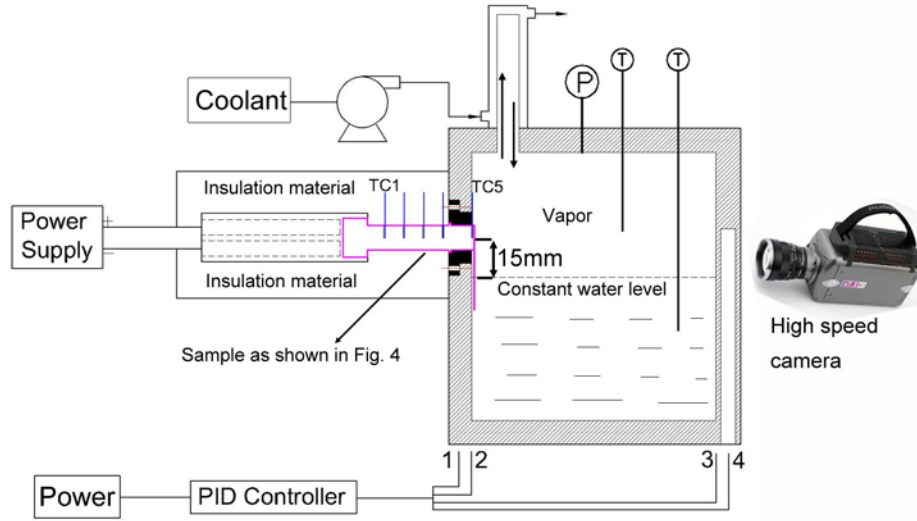 Coolant
P
T
T
Insulation material
TC1
TC5
Vapor
Power
Supply
+
15mm
Insulation material
Constant water level
Sample as shown in Fig. 4
High speed
camera
1
2
3
4
Power
PID Controller